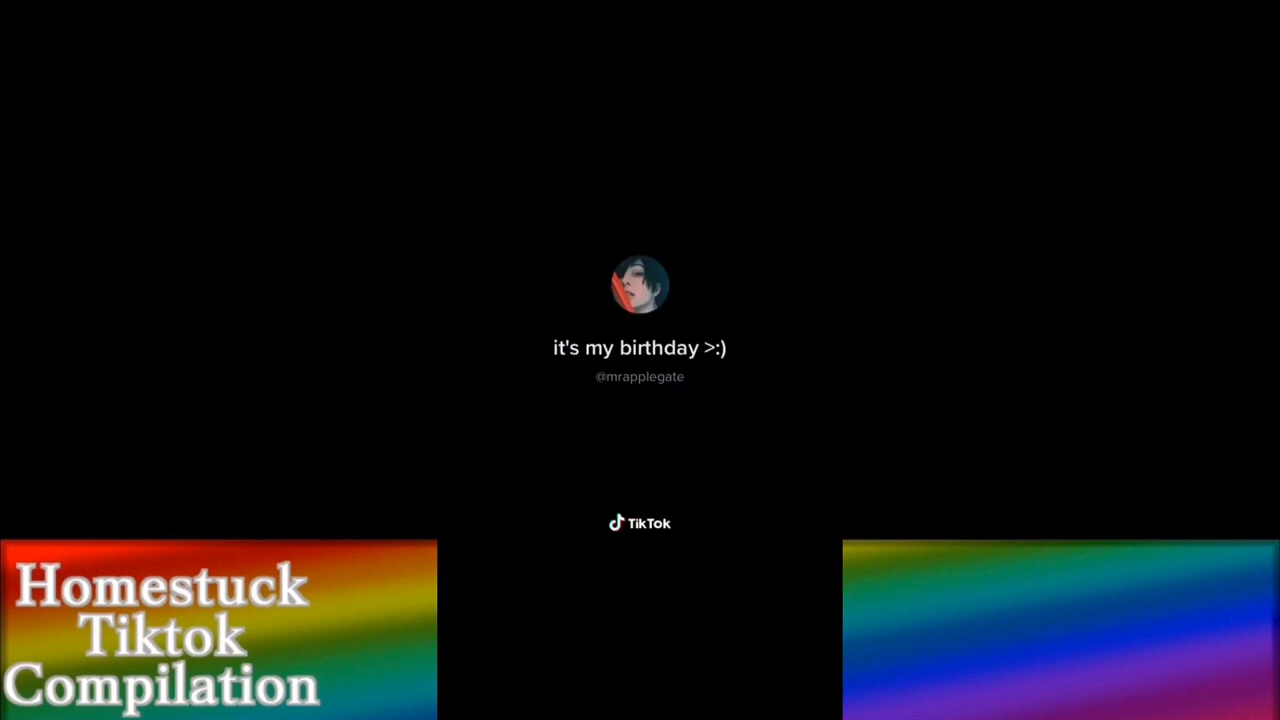 it's my birthday >:)
@mrapplegate
TikTok
Homestuck
Tiktok
Compilation